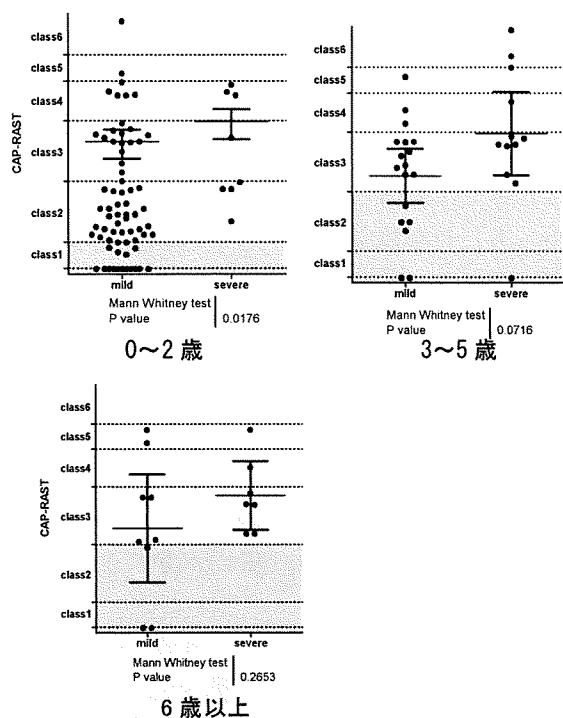 class6
class5
class4
class3
class2
class1
CAP-RAST
mild severe
Mann Whitney test
P value 0.0176
0～2歳
class6
class5
class4
class3
class2
class1
mild severe
Mann Whitney test
P value 0.0716
3～5歳
class6
class5
class4
class3
class2
class1
CAP-RAST
mild severe
Mann Whitney test
P value 0.2653
6歳以上